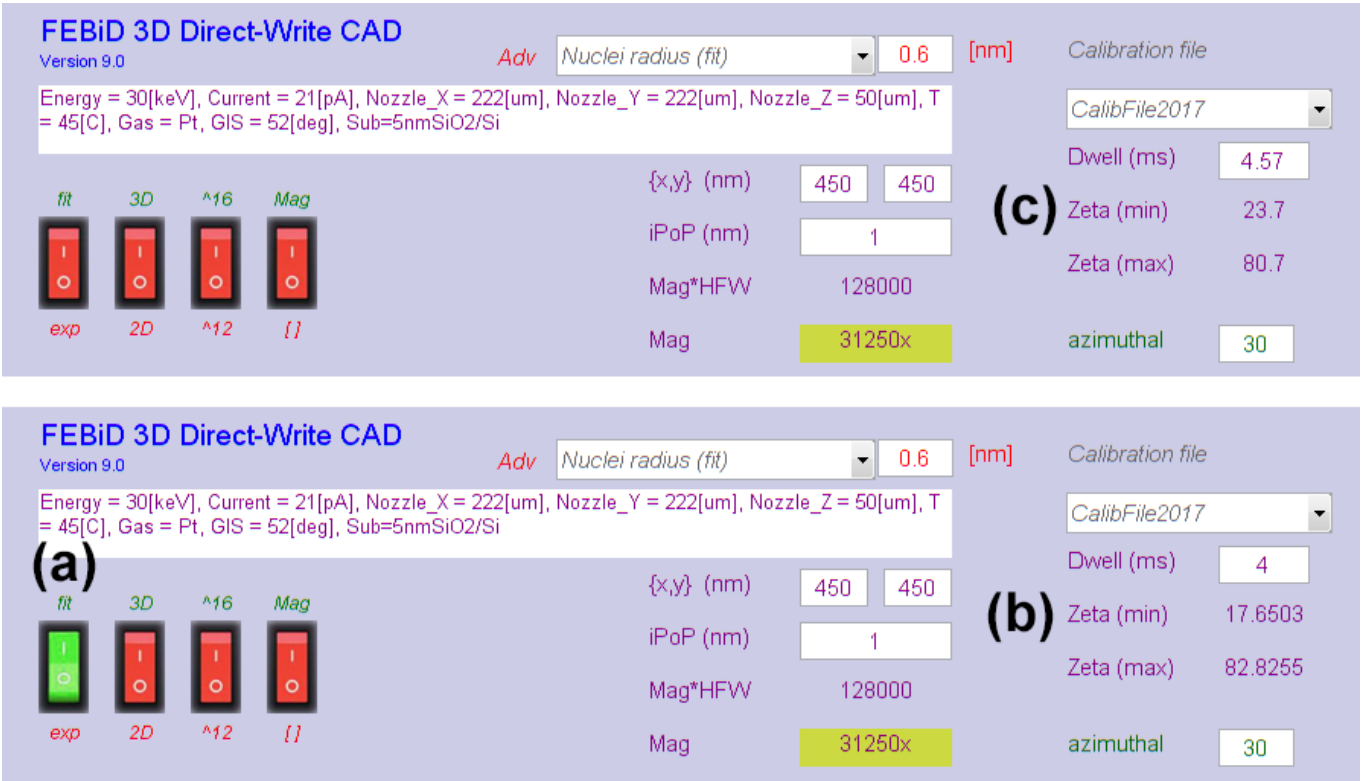 FEBiD 3D Direct-Write CAD
Version 9.0
Adv Nuclei radius (fit) 0.6 [nm] Calibration file
Energy = 30[keV], Current = 21[pA], Nozzle_X = 222[um], Nozzle_Y = 222[um], Nozzle_Z = 50[um], T
= 45[C], Gas = Pt, GIS = 52[deg], Sub=5nmSiO2/Si
CalibFile2017
Dwell (ms) 4.57
{x,y} (nm) 450 450
fit 3D ^16 Mag
(c) Zeta (min) 23.7
iPoP (nm) 1
Zeta (max) 80.7
Mag*HFW 128000
exp 2D ^12 [ ]
Mag 31250x
azimuthal 30
FEBiD 3D Direct-Write CAD
Version 9.0
Adv Nuclei radius (fit) 0.6 [nm] Calibration file
Energy = 30[keV], Current = 21[pA], Nozzle_X = 222[um], Nozzle_Y = 222[um], Nozzle_Z = 50[um], T
= 45[C], Gas = Pt, GIS = 52[deg], Sub=5nmSiO2/Si
CalibFile2017
(a)
Dwell (ms) 4
{x,y} (nm) 450 450
fit 3D ^16 Mag
(b) Zeta (min) 17.6503
iPoP (nm) 1
Zeta (max) 82.8255
Mag*HFW 128000
exp 2D ^12 [ ]
Mag 31250x
azimuthal 30